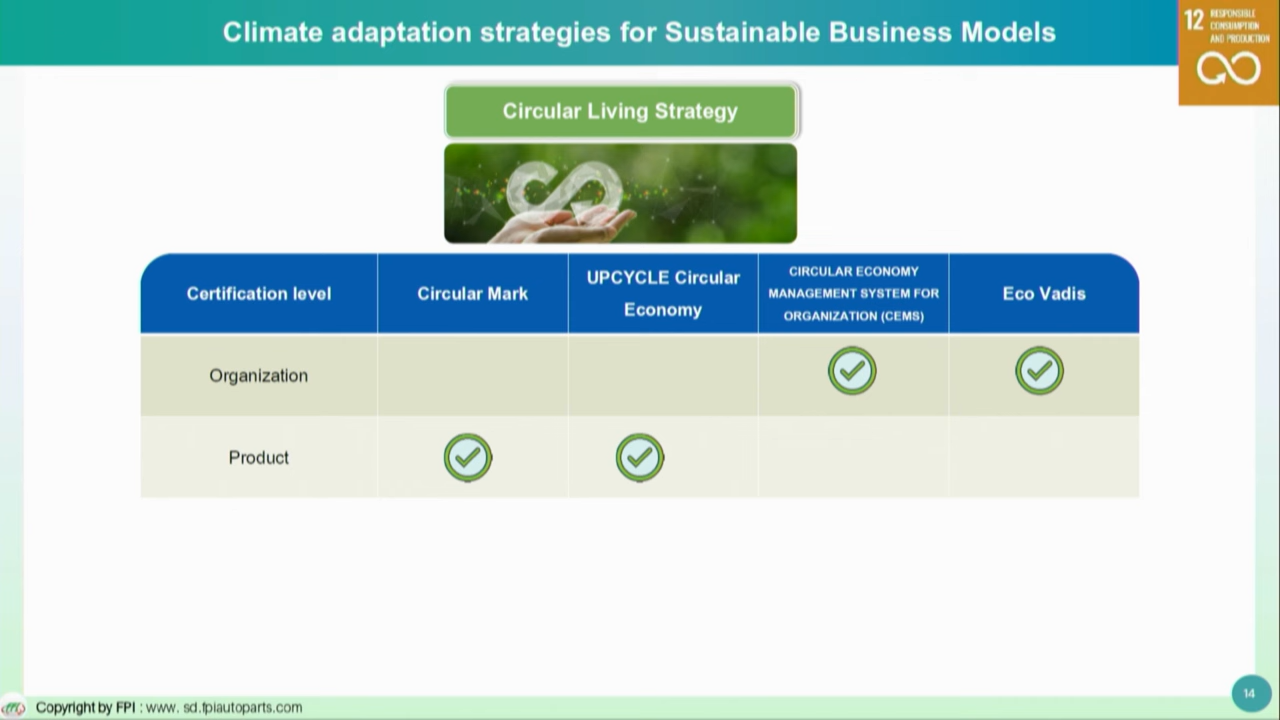 Climate adaptation strategies for Sustainable Business Models
12 RESPONSIBLE
CONSUMPTION
AND PRODUCTION
Circular Living Strategy
Certification level
Circular Mark
UPCYCLE Circular
Economy
CIRCULAR ECONOMY
MANAGEMENT SYSTEM FOR
ORGANIZATION (CEMS)
Eco Vadis
Organization
Product
14
Copyright by FPI : www. sd.fpiautoparts.com